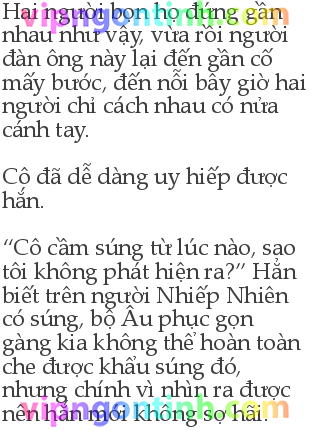 vipngontinh.com
Hai người bọn họ đứng gần
nhau như vậy, vừa rồi người
đàn ông này lại đến gần cố
mấy bước, đến nỗi bây giờ hai
người chỉ cách nhau có nửa
cánh tay.
Cô đã dễ dàng uy hiếp được
hắn.
“Cô cầm súng từ lúc nào, sao
tôi không phát hiện ra?” Hắn
biết trên người Nhiếp Nhiên
có súng, bộ Âu phục gọn
gàng kia không thể hoàn toàn
che được khẩu súng đó,
nhưng chính vì nhìn ra được
nên hắn mới không sợ hãi.
vipngontinh.com